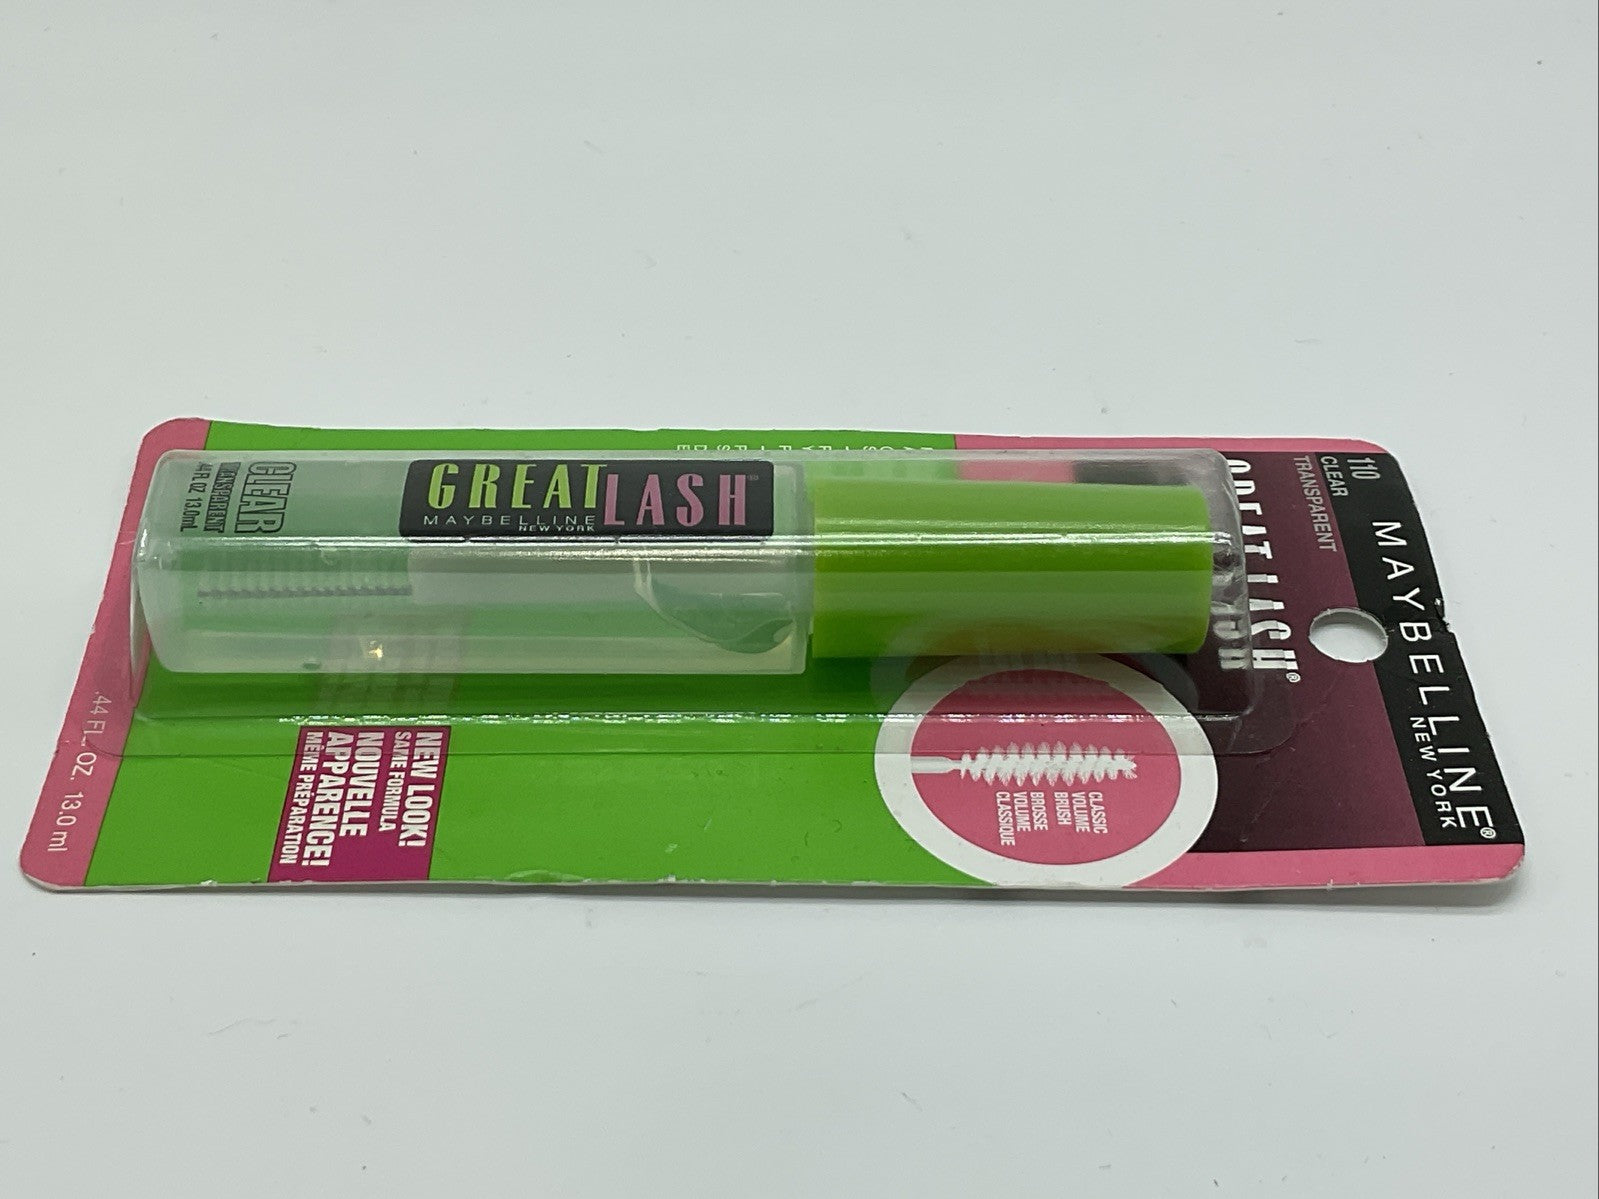 MAYBELLINE®
NEW YORK
110
CLEAR
TRANSPARENT
GREAT LASH®
GREAT LASH®
MAYBELLINE
NEW YORK
CLEAR
TRANSPARENT
.44 FL OZ 13.0mL
CLASSIC
VOLUME
BRUSH
BROSSE
VOLUME
CLASSIQUE
NEW LOOK!
SAME FORMULA
NOUVELLE
APPARENCE!
MÊME PRÉPARATION
.44 FL. OZ. 13.0 ml